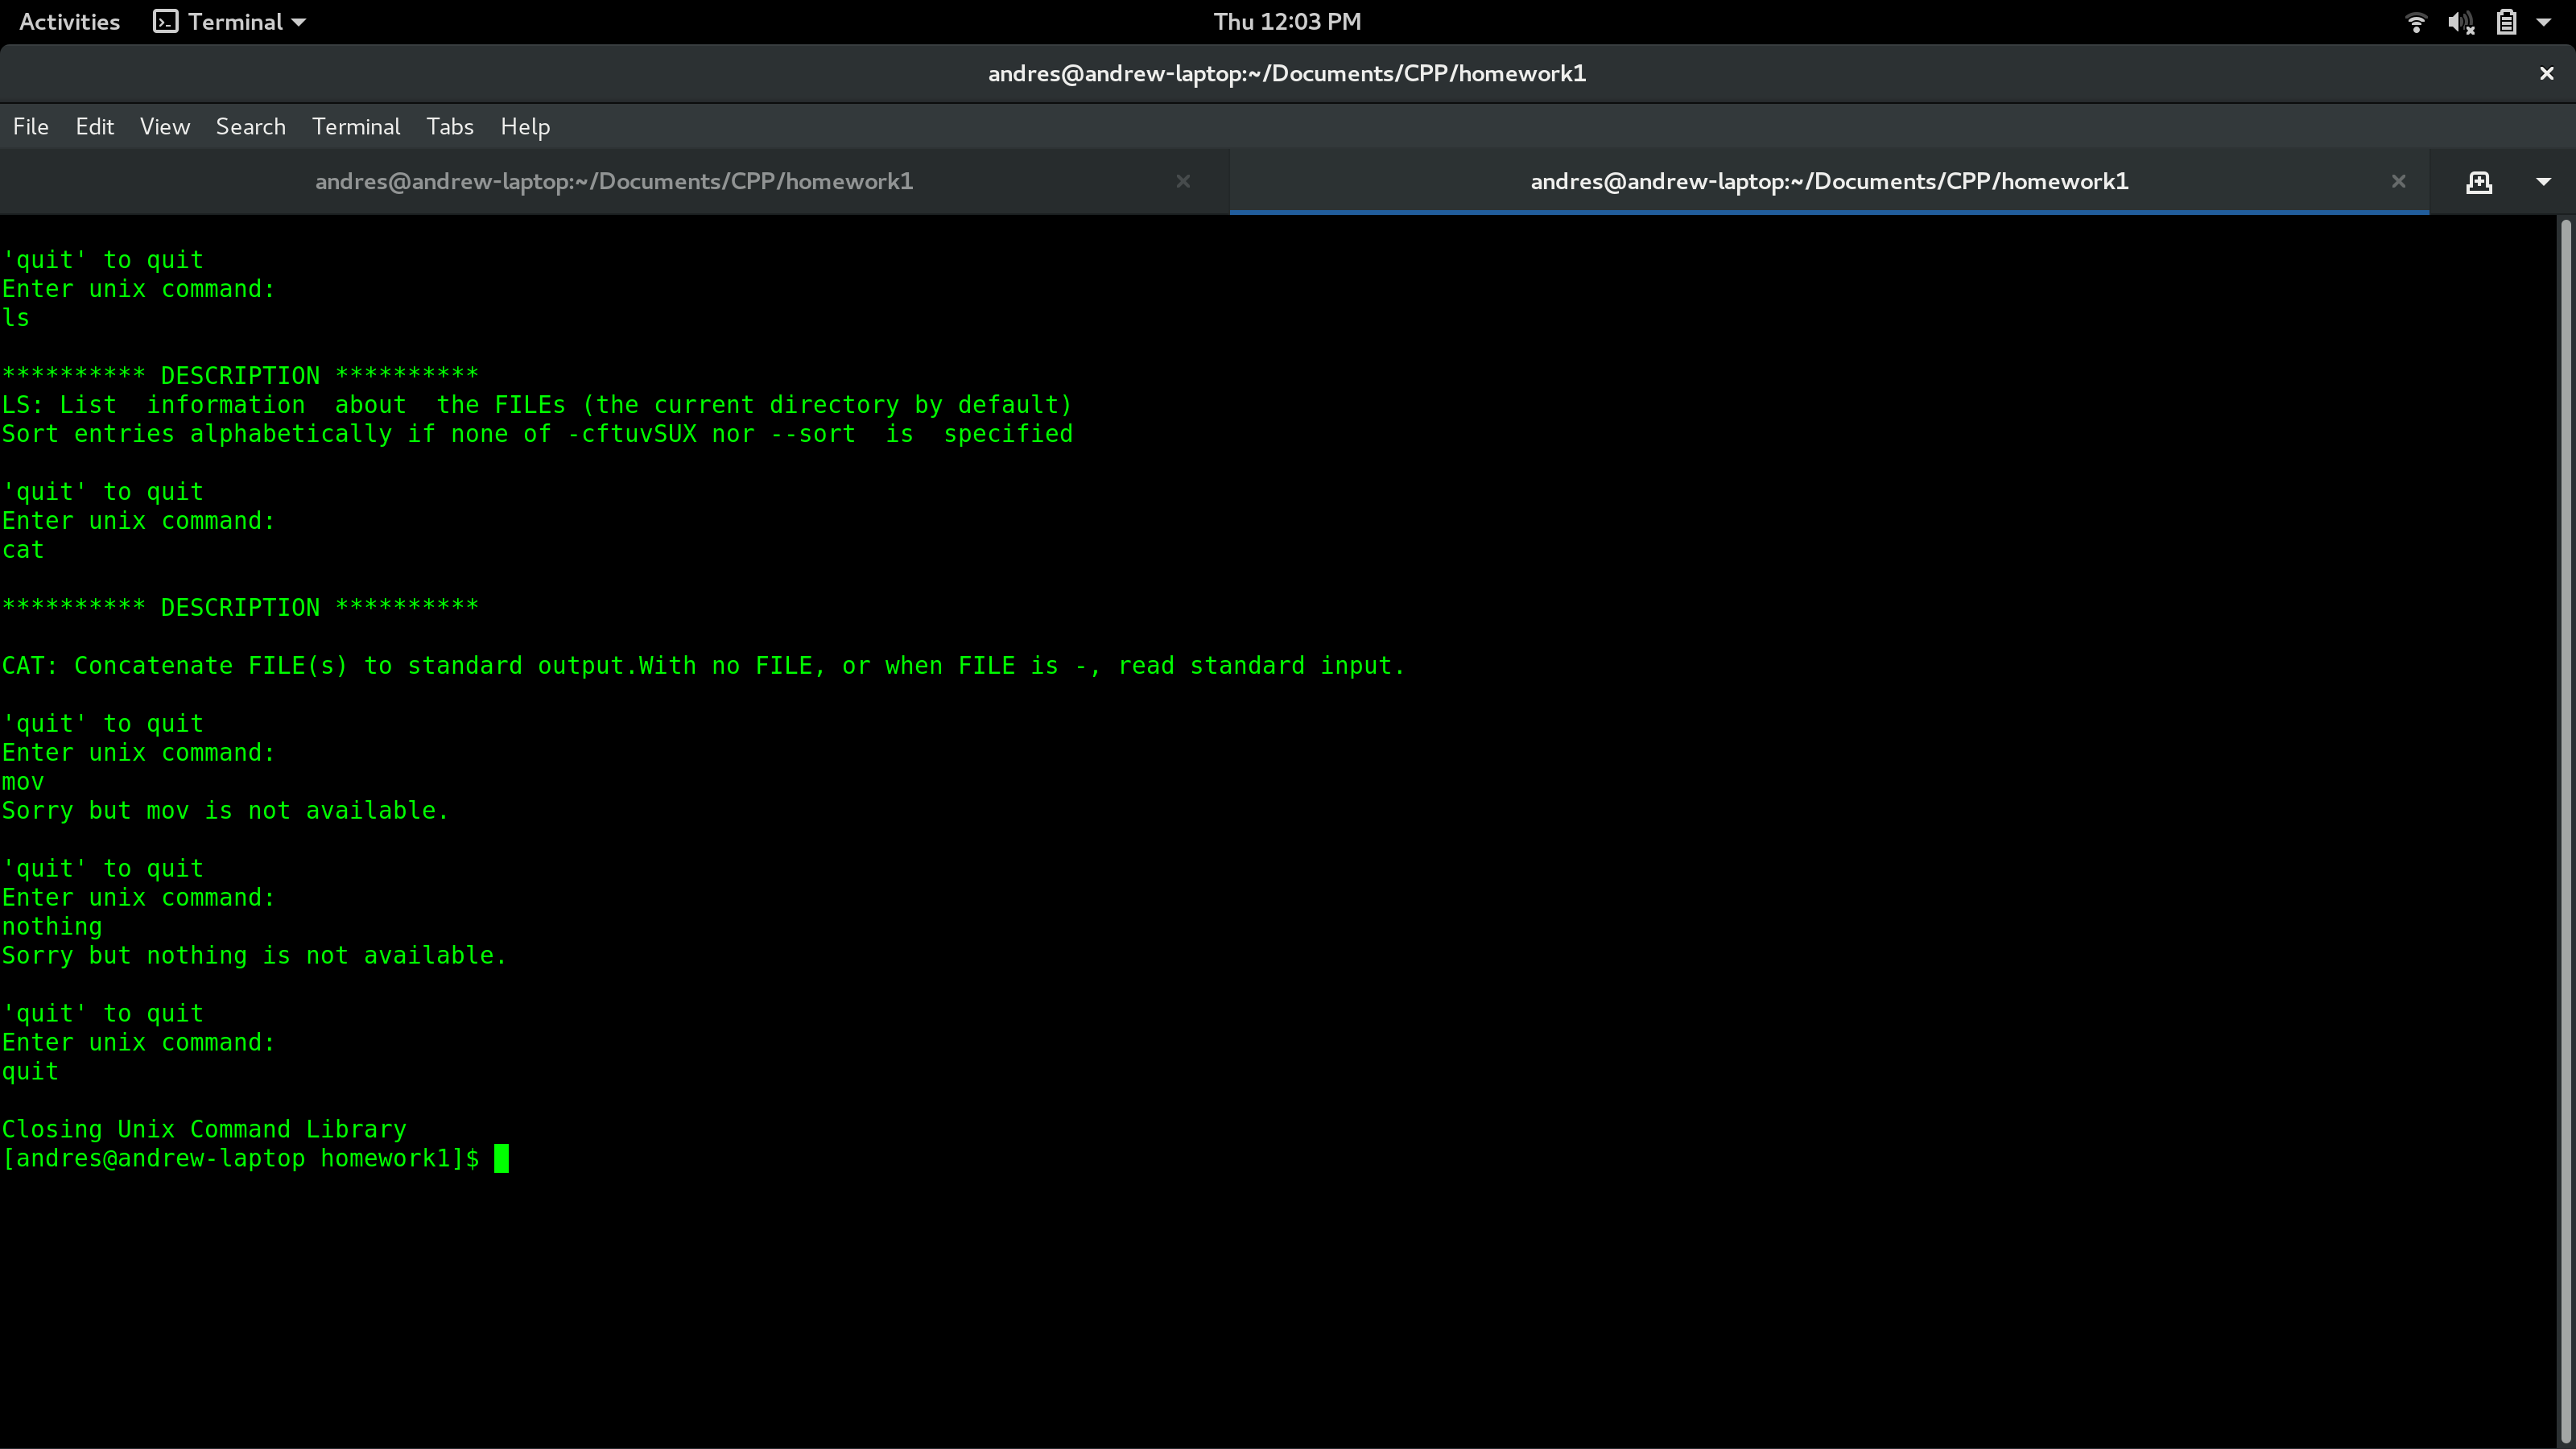 Activities Terminal Thu 12:03 PM
andres@andrew-laptop:~/Documents/CPP/homework1
File Edit View Search Terminal Tabs Help
andres@andrew-laptop:~/Documents/CPP/homework1 andres@andrew-laptop:~/Documents/CPP/homework1
'quit' to quit
Enter unix command:
ls
********** DESCRIPTION **********
LS: List  information  about  the FILEs (the current directory by default)
Sort entries alphabetically if none of -cftuvSUX nor --sort  is  specified
'quit' to quit
Enter unix command:
cat
********** DESCRIPTION **********
CAT: Concatenate FILE(s) to standard output.With no FILE, or when FILE is -, read standard input.
'quit' to quit
Enter unix command:
mov
Sorry but mov is not available.
'quit' to quit
Enter unix command:
nothing
Sorry but nothing is not available.
'quit' to quit
Enter unix command:
quit
Closing Unix Command Library
[andres@andrew-laptop homework1]$